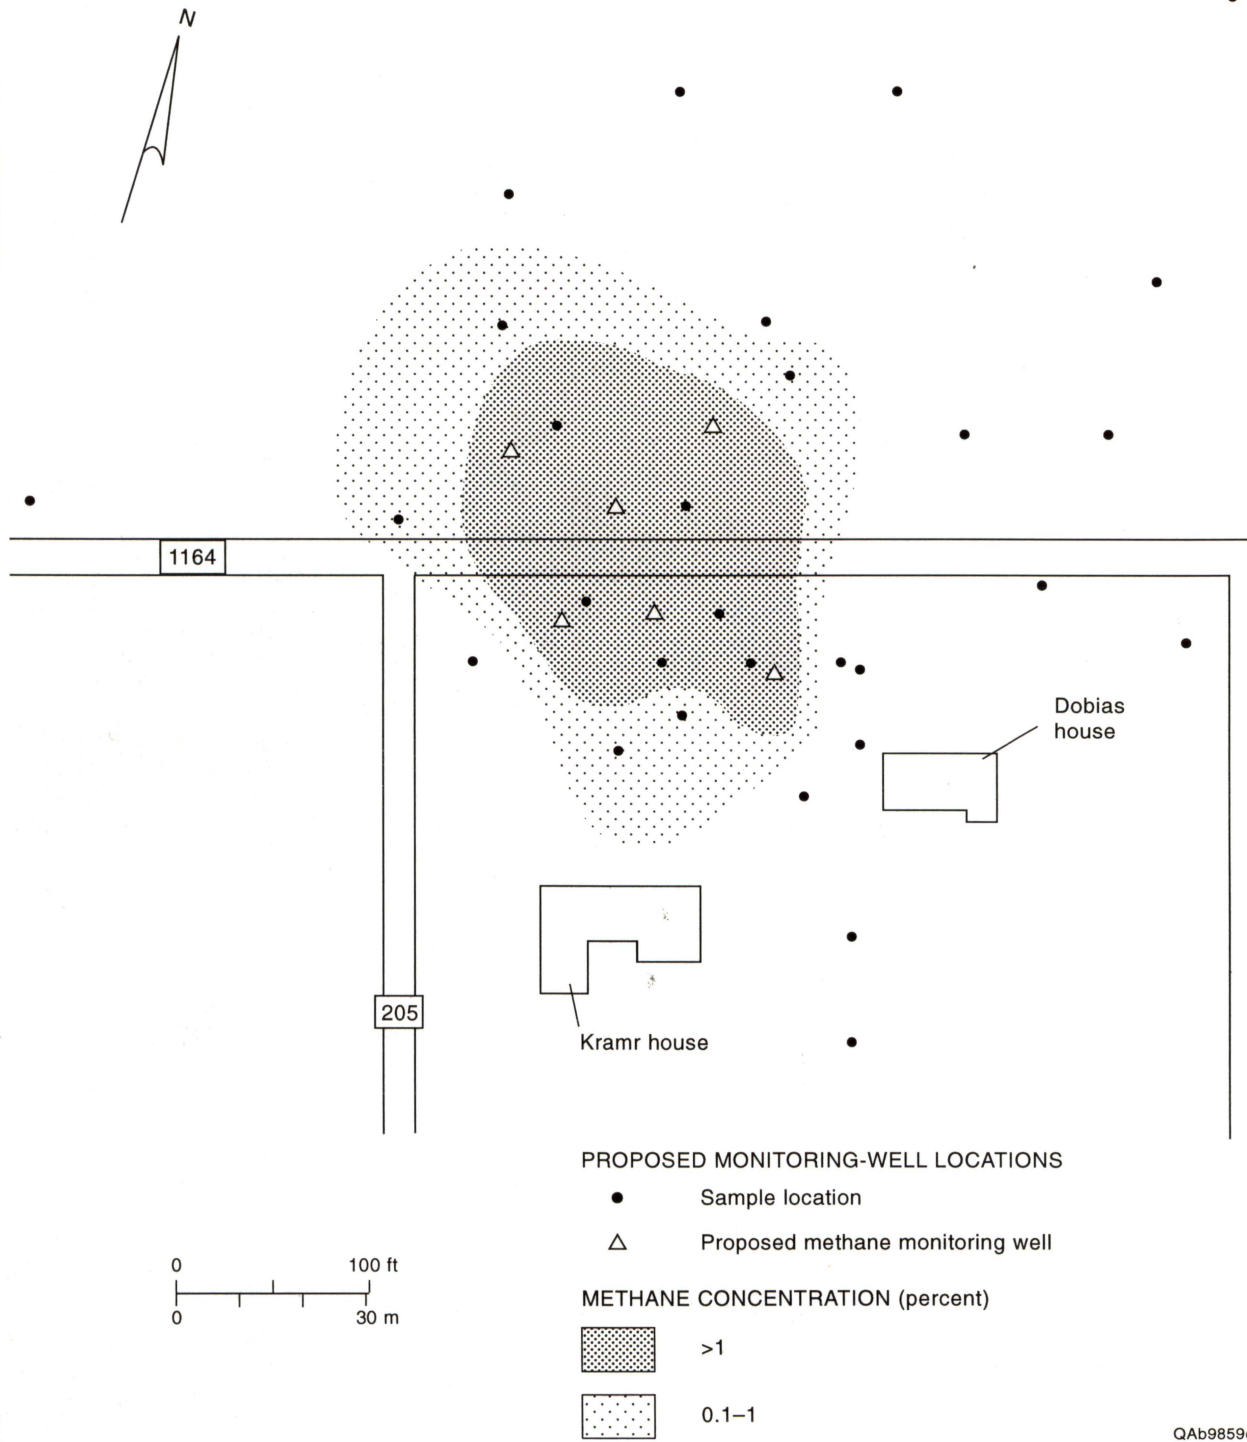 N
1164
Dobias
house
205
Kramr house
PROPOSED MONITORING-WELL LOCATIONS
Sample location
Proposed methane monitoring well
0 100 ft
0 30 m
METHANE CONCENTRATION (percent)
>1
0.1–1